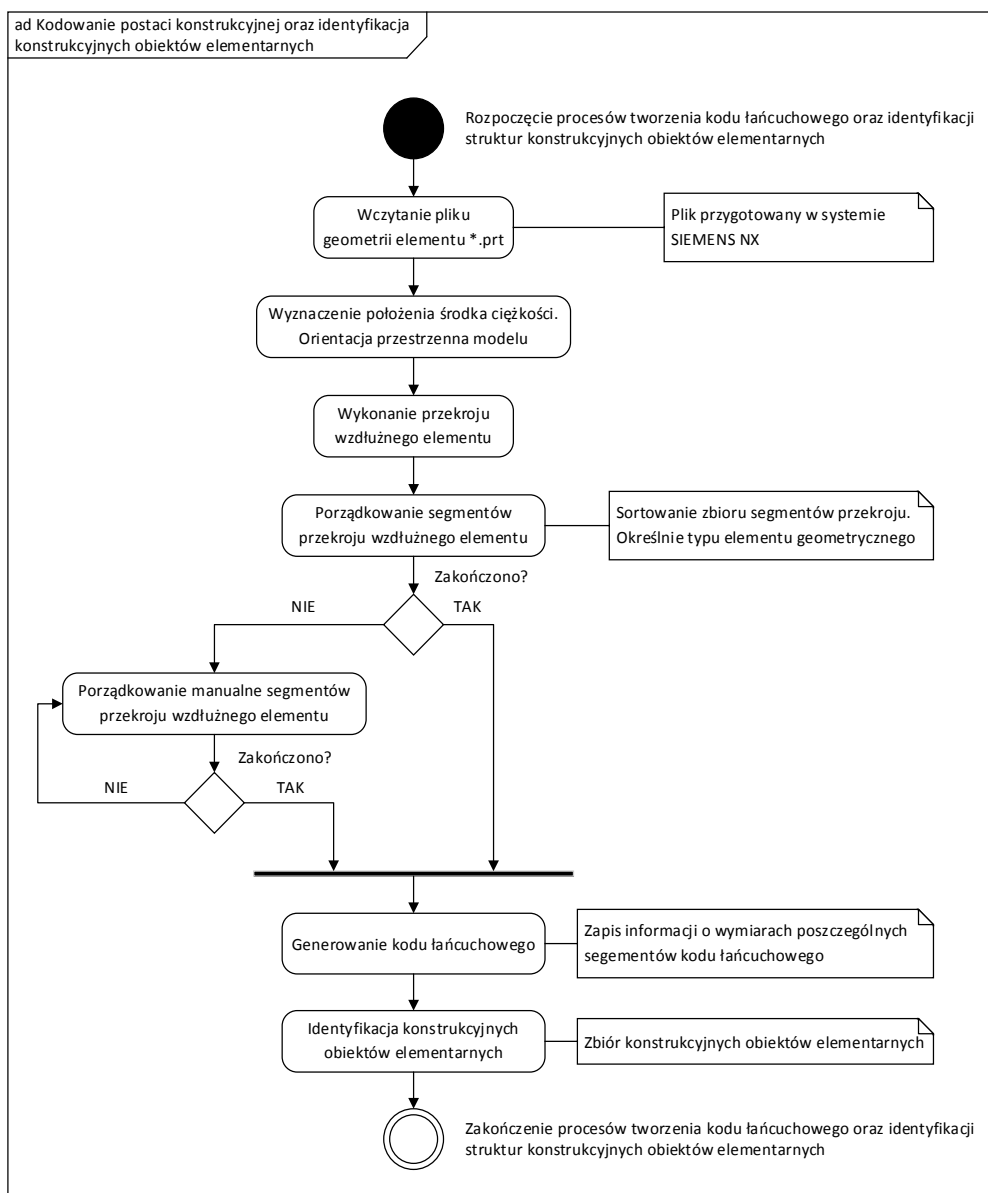 ad Kodowanie postaci konstrukcyjnej oraz identyfikacja
konstrukcyjnych obiektów elementarnych
Rozpoczęcie procesów tworzenia kodu łańcuchowego oraz identyfikacji
struktur konstrukcyjnych obiektów elementarnych
Wczytanie pliku
geometrii elementu *.prt
Plik przygotowany w systemie
SIEMENS NX
Wyznaczenie położenia środka ciężkości.
Orientacja przestrzenna modelu
Wykonanie przekroju
wzdłużnego elementu
Porządkowanie segmentów
przekroju wzdłużnego elementu
Sortowanie zbioru segmentów przekroju.
Określnie typu elementu geometrycznego
Zakończono?
NIE
TAK
Porządkowanie manualne segmentów
przekroju wzdłużnego elementu
Zakończono?
NIE
TAK
Generowanie kodu łańcuchowego
Zapis informacji o wymiarach poszczególnych
segementów kodu łańcuchowego
Identyfikacja konstrukcyjnych
obiektów elementarnych
Zbiór konstrukcyjnych obiektów elementarnych
Zakończenie procesów tworzenia kodu łańcuchowego oraz identyfikacji
struktur konstrukcyjnych obiektów elementarnych